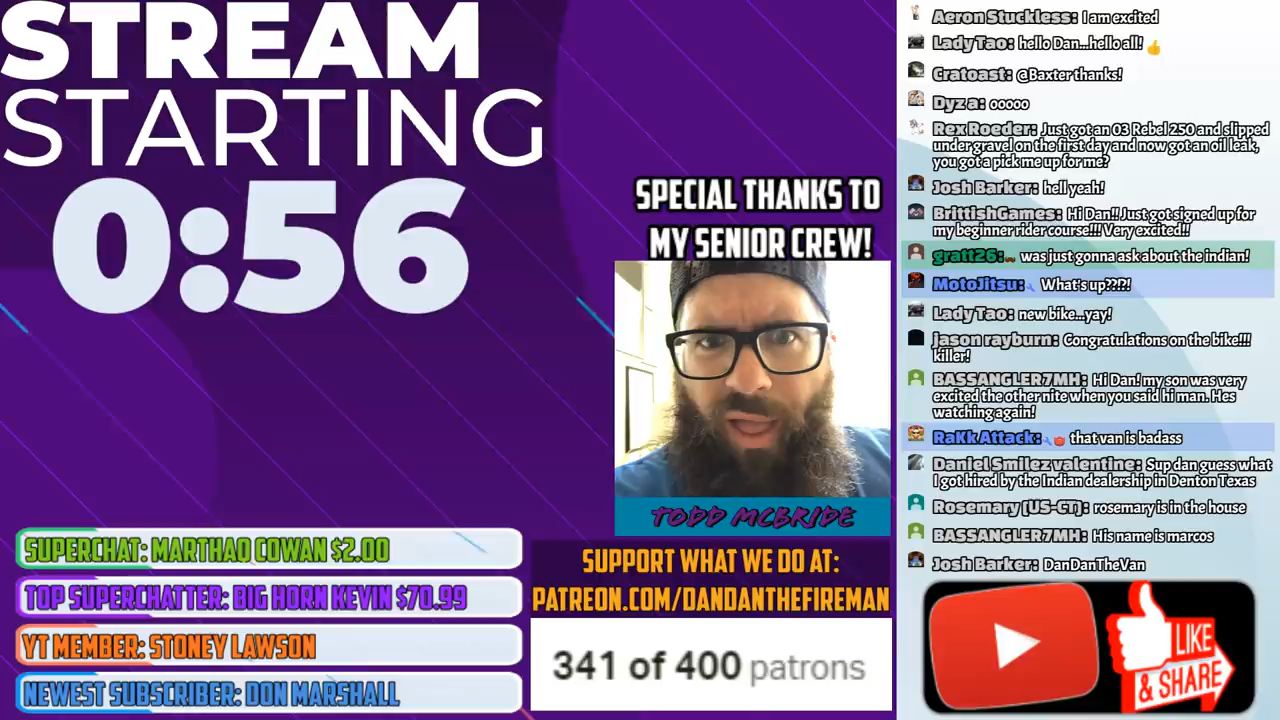 STREAM
STARTING
0:56
SPECIAL THANKS TO
MY SENIOR CREW!
TODD MCBRIDE
SUPERCHAT: MARTHAQ COWAN $2.00
TOP SUPERCHATTER: BIG HORN KEVIN $70.99
YT MEMBER: STONEY LAWSON
NEWEST SUBSCRIBER: DON MARSHALL
SUPPORT WHAT WE DO AT:
PATREON.COM/DANDANTHEFIREMAN
341 of 400 patrons
Aeron Stuckless: I am excited
Lady Tao: hello Dan...hello all! 👍
Cratoast: @Baxter thanks!
Dyza: ooooo
Rex Roeder: Just got an 03 Rebel 250 and slipped
under gravel on the first day and now got an oil leak,
you got a pick me up for me?
Josh Barker: hell yeah!
BrittishGames: Hi Dan!! Just got signed up for
my beginner rider course!!! Very excited!!
gratt26: was just gonna ask about the indian!
MotoJitsu: What's up??!?!
Lady Tao: new bike...yay!
jason rayburn: Congratulations on the bike!!!
killer!
BASSANGLER7MH: Hi Dan! my son was very
excited the other nite when you said hi man. Hes
watching again!
RaKk Attack: that van is badass
Daniel Smilez valentine: Sup dan guess what
I got hired by the Indian dealership in Denton Texas
Rosemary (US-CT): rosemary is in the house
BASSANGLER7MH: His name is marcos
Josh Barker: DanDanTheVan
LIKE
& SHARE